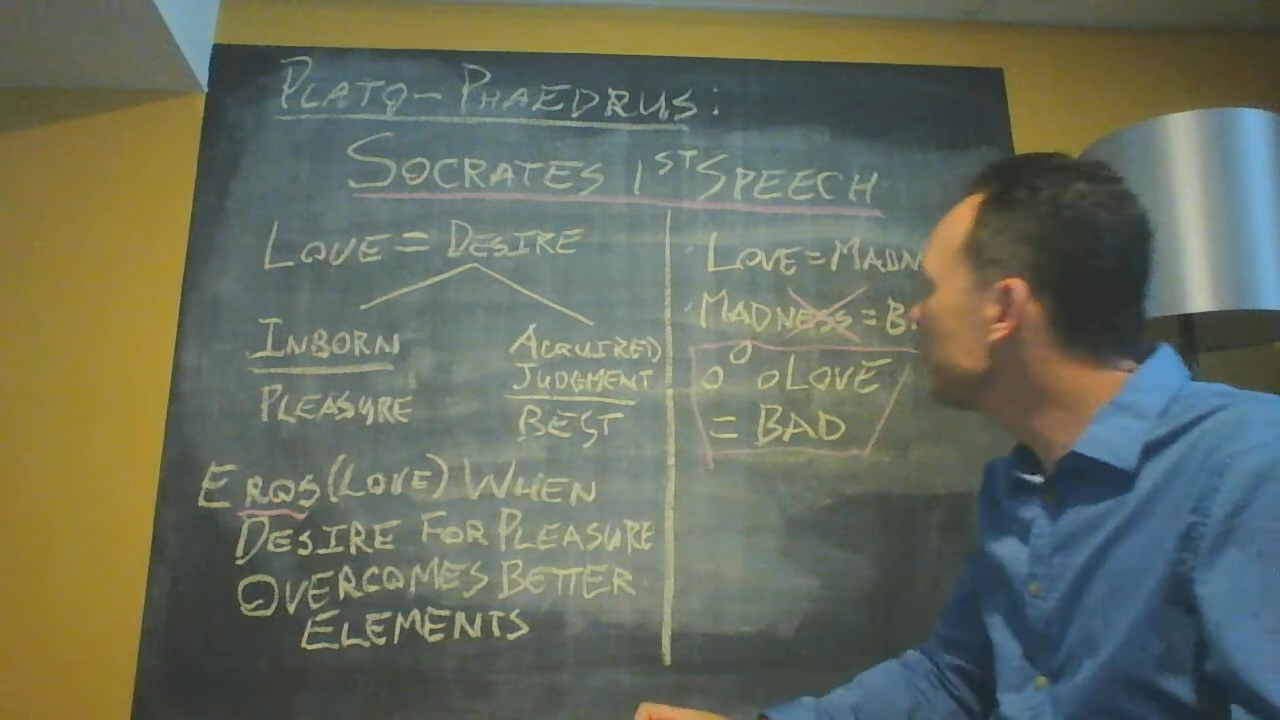 PLATO - PHAEDRUS:
SOCRATES 1ST SPEECH
LOVE = DESIRE
INBORN
PLEASURE
ACQUIRED
JUDGMENT
BEST
EROS (LOVE) WHEN
DESIRE FOR PLEASURE
OVERCOMES BETTER
ELEMENTS
LOVE = MADN
MADNESS = B
LOVE
= BAD